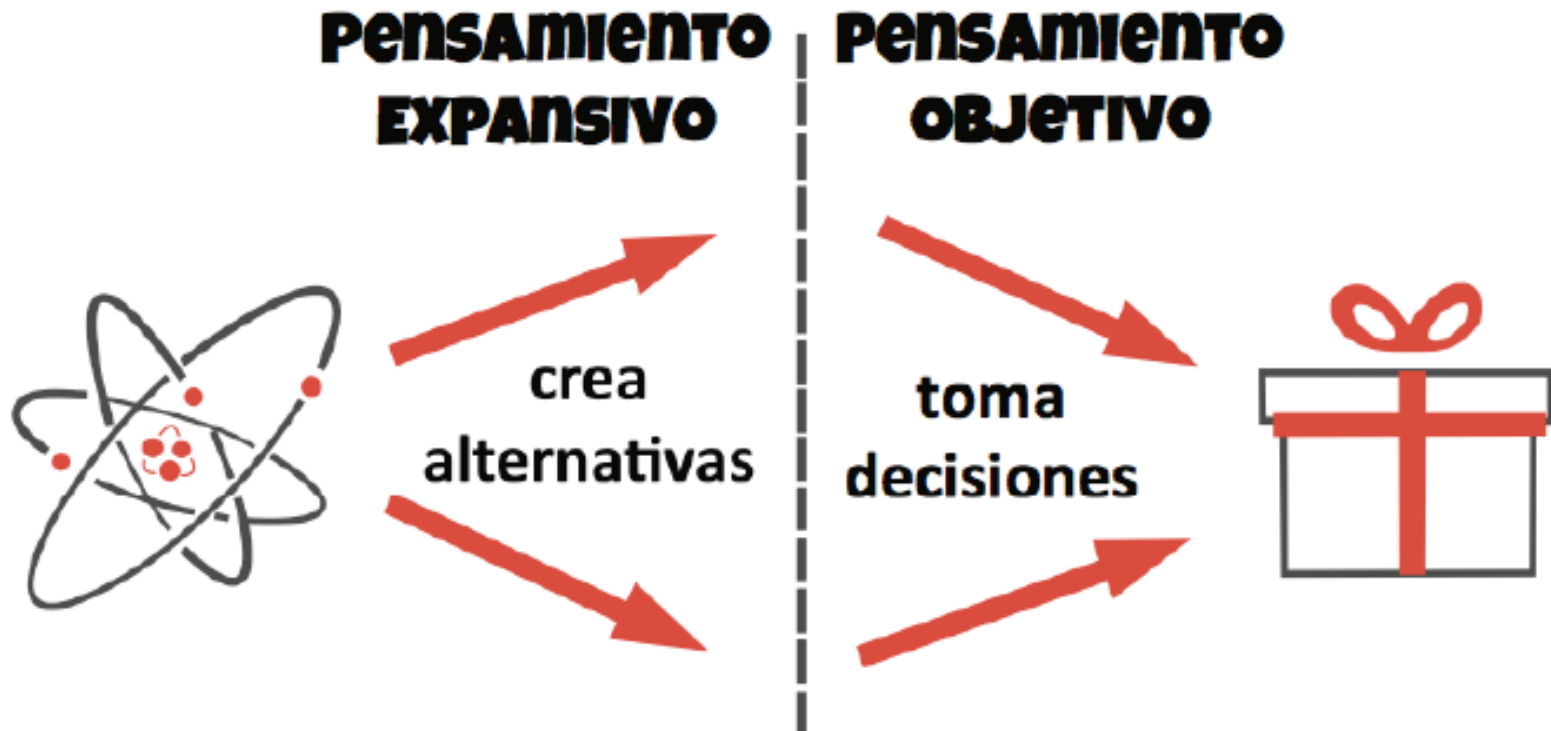 PENSAMIENTO
EXPANSIVO
crea
alternativas
PENSAMIENTO
OBJETIVO
toma
decisiones